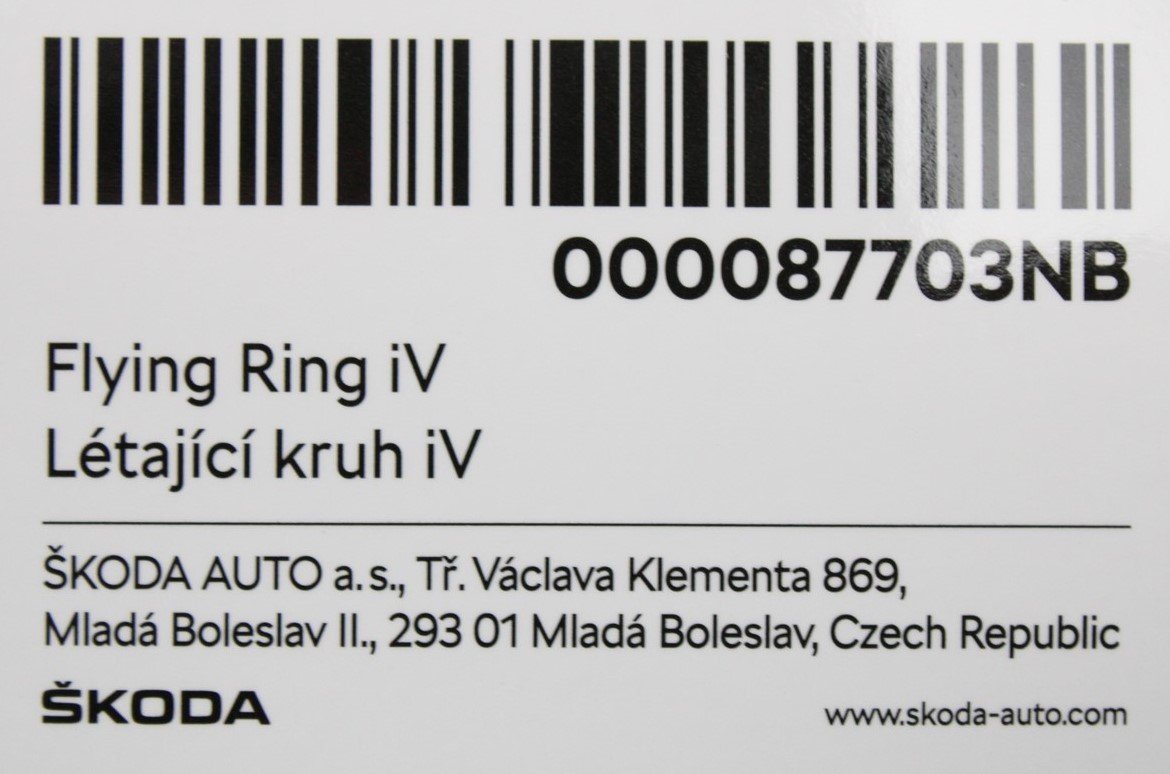 000087703NB
Flying Ring iV
Létající kruh iV
ŠKODA AUTO a.s., Tř. Václava Klementa 869,
Mladá Boleslav II., 293 01 Mladá Boleslav, Czech Republic
ŠKODA
www.skoda-auto.com